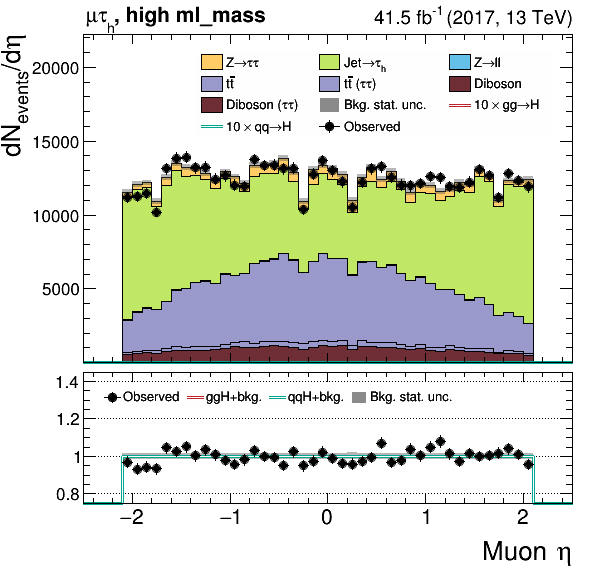 μτh, high ml_mass 41.5 fb⁻¹ (2017, 13 TeV)
dN_events/dη
20000
15000
10000
5000
Z→ττ Jet→τ_h Z→ll
tt̄ tt̄ (ττ) Diboson
Diboson (ττ) Bkg. stat. unc. 10×gg→H
10×qq→H Observed
1.4
1.2
1.0
0.8
Observed ggH+bkg. qqH+bkg. Bkg. stat. unc.
−2 −1 0 1 2
Muon η